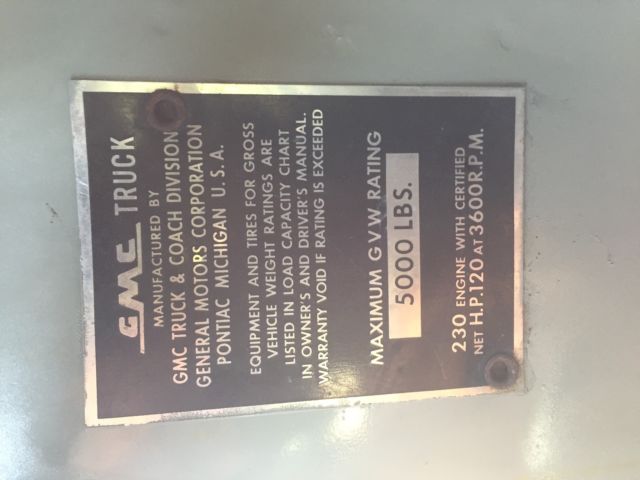 GMC TRUCK
MANUFACTURED BY
GMC TRUCK & COACH DIVISION
GENERAL MOTORS CORPORATION
PONTIAC MICHIGAN U. S. A.
EQUIPMENT AND TIRES FOR GROSS
VEHICLE WEIGHT RATINGS ARE
LISTED IN LOAD CAPACITY CHART
IN OWNER'S AND DRIVER'S MANUAL.
WARRANTY VOID IF RATING IS EXCEEDED
MAXIMUM G.V.W. RATING
5000 LBS.
230 ENGINE WITH CERTIFIED
NET H.P. 120 AT 3600 R.P.M.